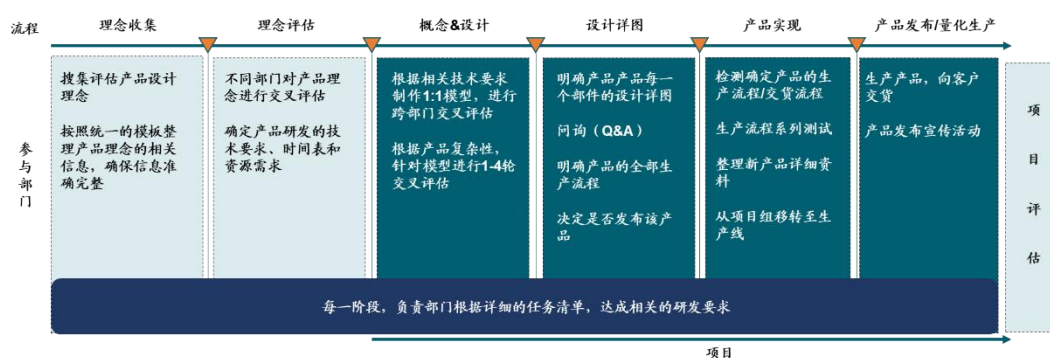 流程
理念收集
理念评估
概念&设计
设计详图
产品实现
产品发布/量化生产
参与部门
搜集评估产品设计
理念
按照统一的模板整
理产品理念的相关
信息，确保信息准
确完整
不同部门对产品理
念进行交叉评估
确定产品研发的技
术要求、时间表和
资源需求
根据相关技术要求
制作1:1模型，进行
跨部门交叉评估
根据产品复杂性，
针对模型进行1-4轮
交叉评估
明确产品产品每一
个部件的设计详图
问询（Q&A）
明确产品的全部生
产流程
决定是否发布该产
品
检测确定产品的生
产流程/交货流程
生产流程系列测试
整理新产品详细资
料
从项目组移转至生
产线
生产产品，向客户
交货
产品发布宣传活动
项目评估
每一阶段，负责部门根据详细的任务清单，达成相关的研发要求
项目